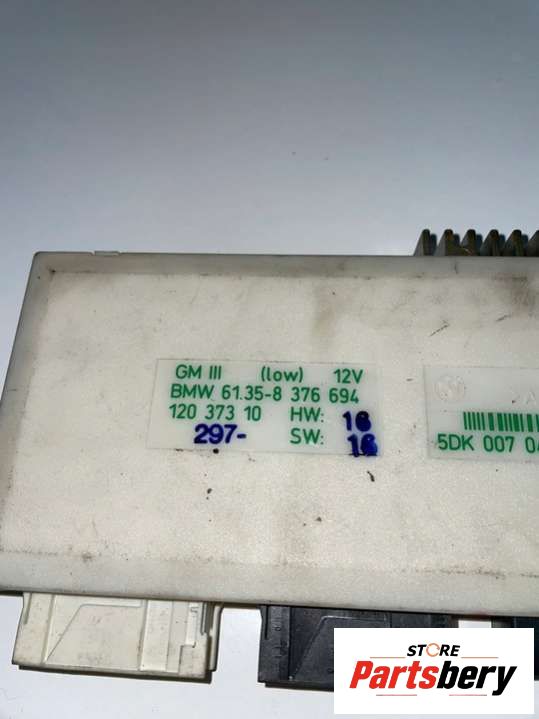 GM III (low) 12V
BMW 61.35-8 376 694
120 373 10 HW: 16
297- SW: 16
5DK 007 04
STORE
Partsbery